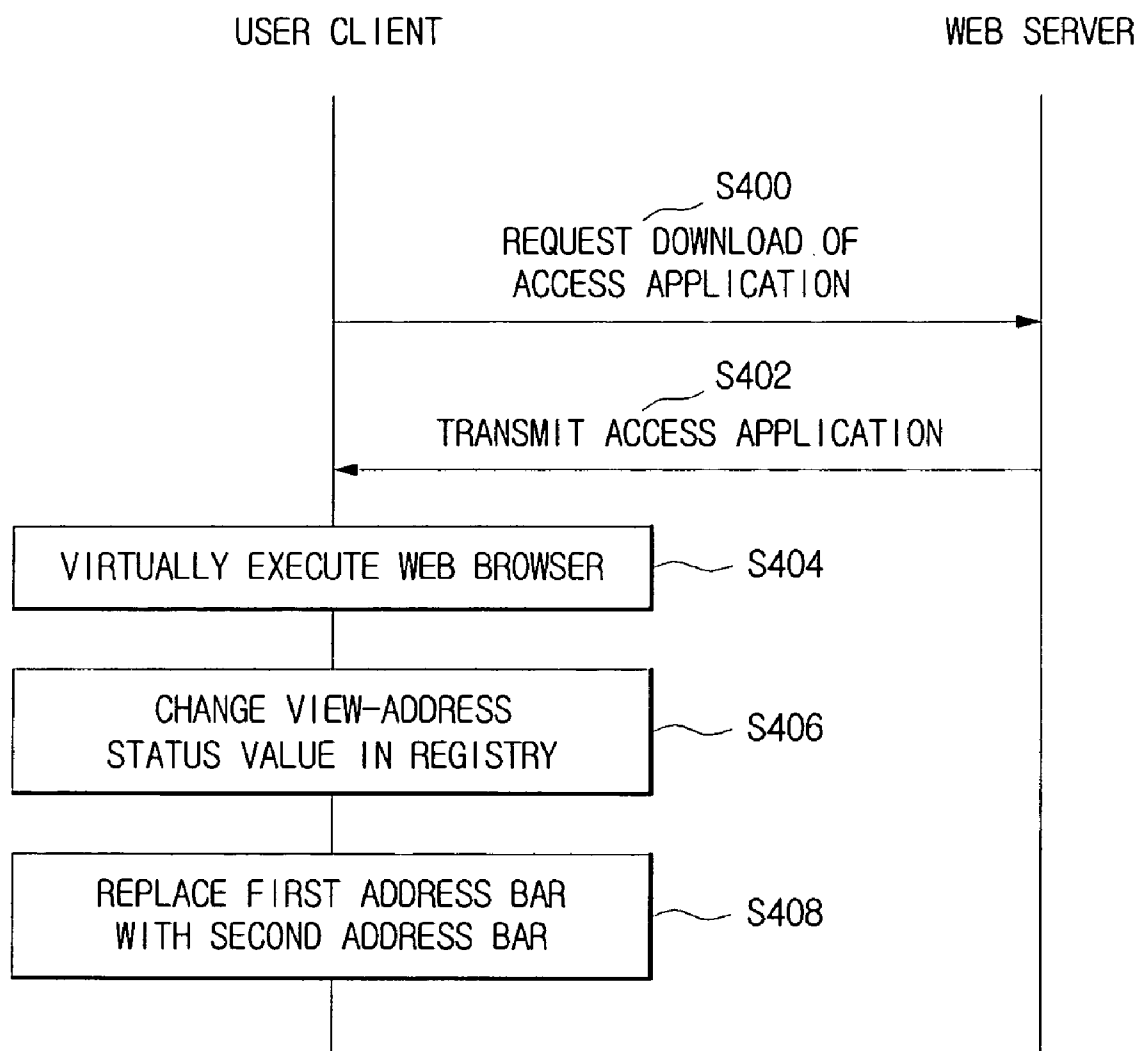 USER CLIENT
WEB SERVER
S400
REQUEST DOWNLOAD OF
ACCESS APPLICATION
S402
TRANSMIT ACCESS APPLICATION
VIRTUALLY EXECUTE WEB BROWSER
S404
CHANGE VIEW-ADDRESS
STATUS VALUE IN REGISTRY
S406
REPLACE FIRST ADDRESS BAR
WITH SECOND ADDRESS BAR
S408